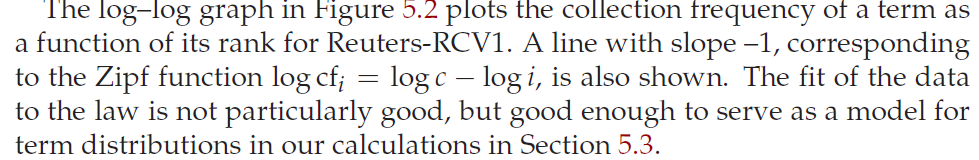 The log–log graph in Figure 5.2 plots the collection frequency of a term as
a function of its rank for Reuters-RCV1. A line with slope –1, corresponding
to the Zipf function log cfᵢ = log c − log i, is also shown. The fit of the data
to the law is not particularly good, but good enough to serve as a model for
term distributions in our calculations in Section 5.3.